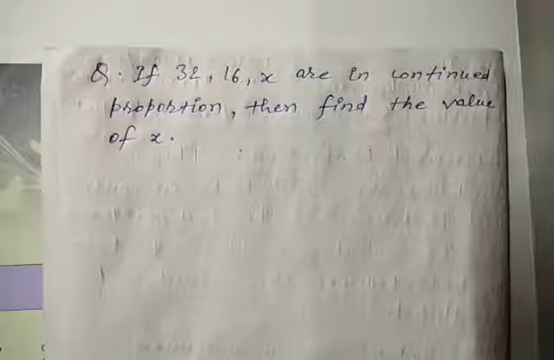 Q. If 32, 16, x are in continued
proportion, then find the value
of x.